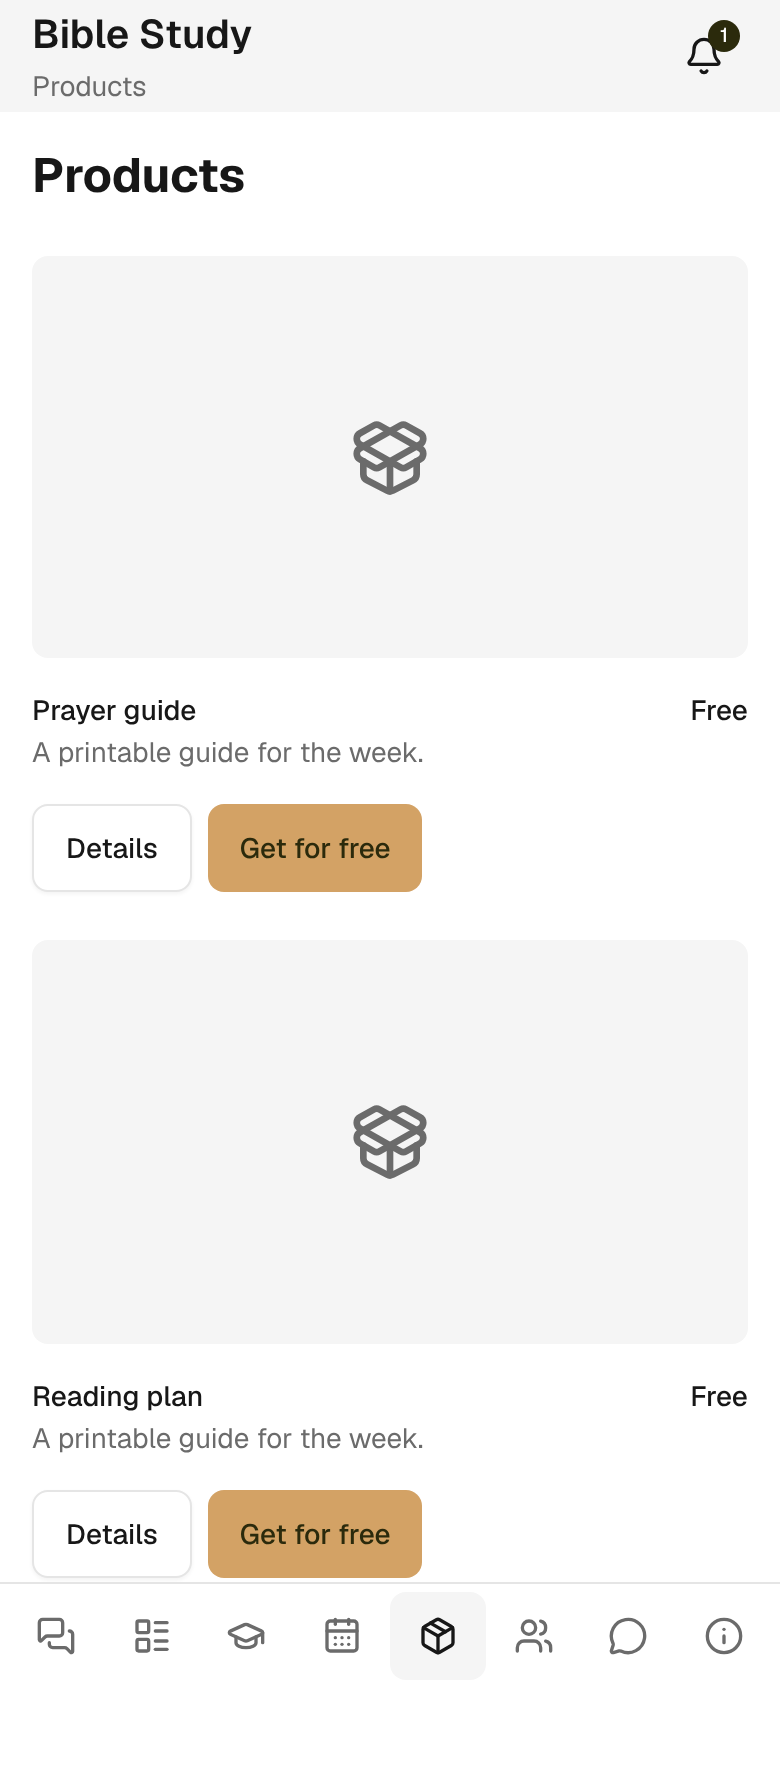 Bible Study
1
Products
Products
Prayer guide
Free
A printable guide for the week.
Details
Get for free
Reading plan
Free
A printable guide for the week.
Details
Get for free